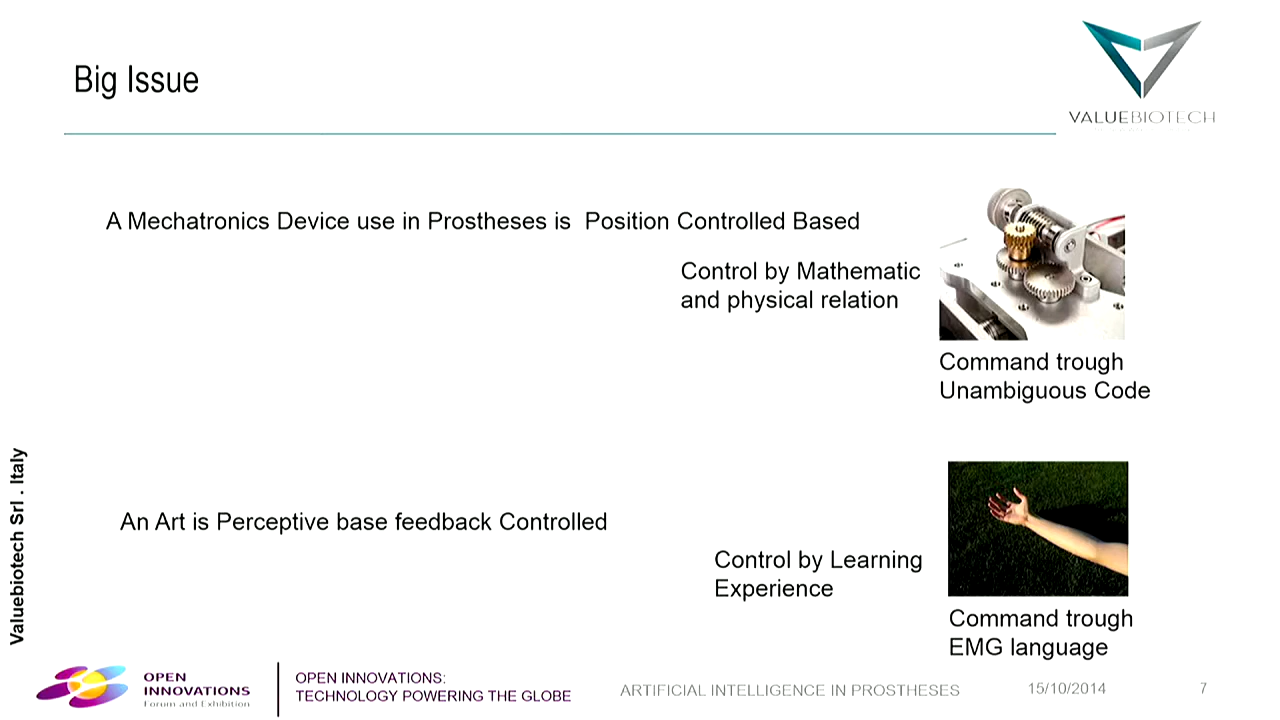 Big Issue
VALUEBIOTECH
A Mechatronics Device use in Prostheses is Position Controlled Based
Control by Mathematic
and physical relation
Command trough
Unambiguous Code
An Art is Perceptive base feedback Controlled
Control by Learning
Experience
Command trough
EMG language
Valuebiotech Srl . Italy
OPEN
INNOVATIONS
Forum and Exhibition
OPEN INNOVATIONS:
TECHNOLOGY POWERING THE GLOBE
ARTIFICIAL INTELLIGENCE IN PROSTHESES
15/10/2014
7